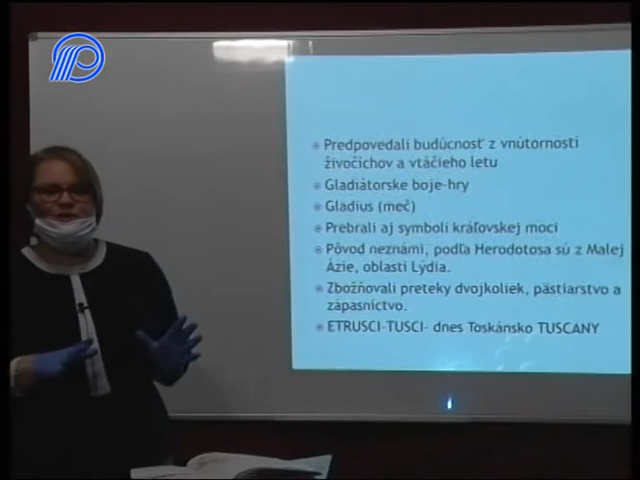 Predpovedali budúcnosť z vnútorností
živočíchov a vtáčieho letu
Gladiátorske boje-hry
Gladius (meč)
Prebrali aj symboli kráľovskej moci
Pôvod neznámi, podľa Herodotosa sú z Malej
Ázie, oblasti Lýdia.
Zbožňovali preteky dvojkoliek, pästiarstvo a
zápasníctvo.
ETRUSCI-TUSCI- dnes Toskánsko TUSCANY